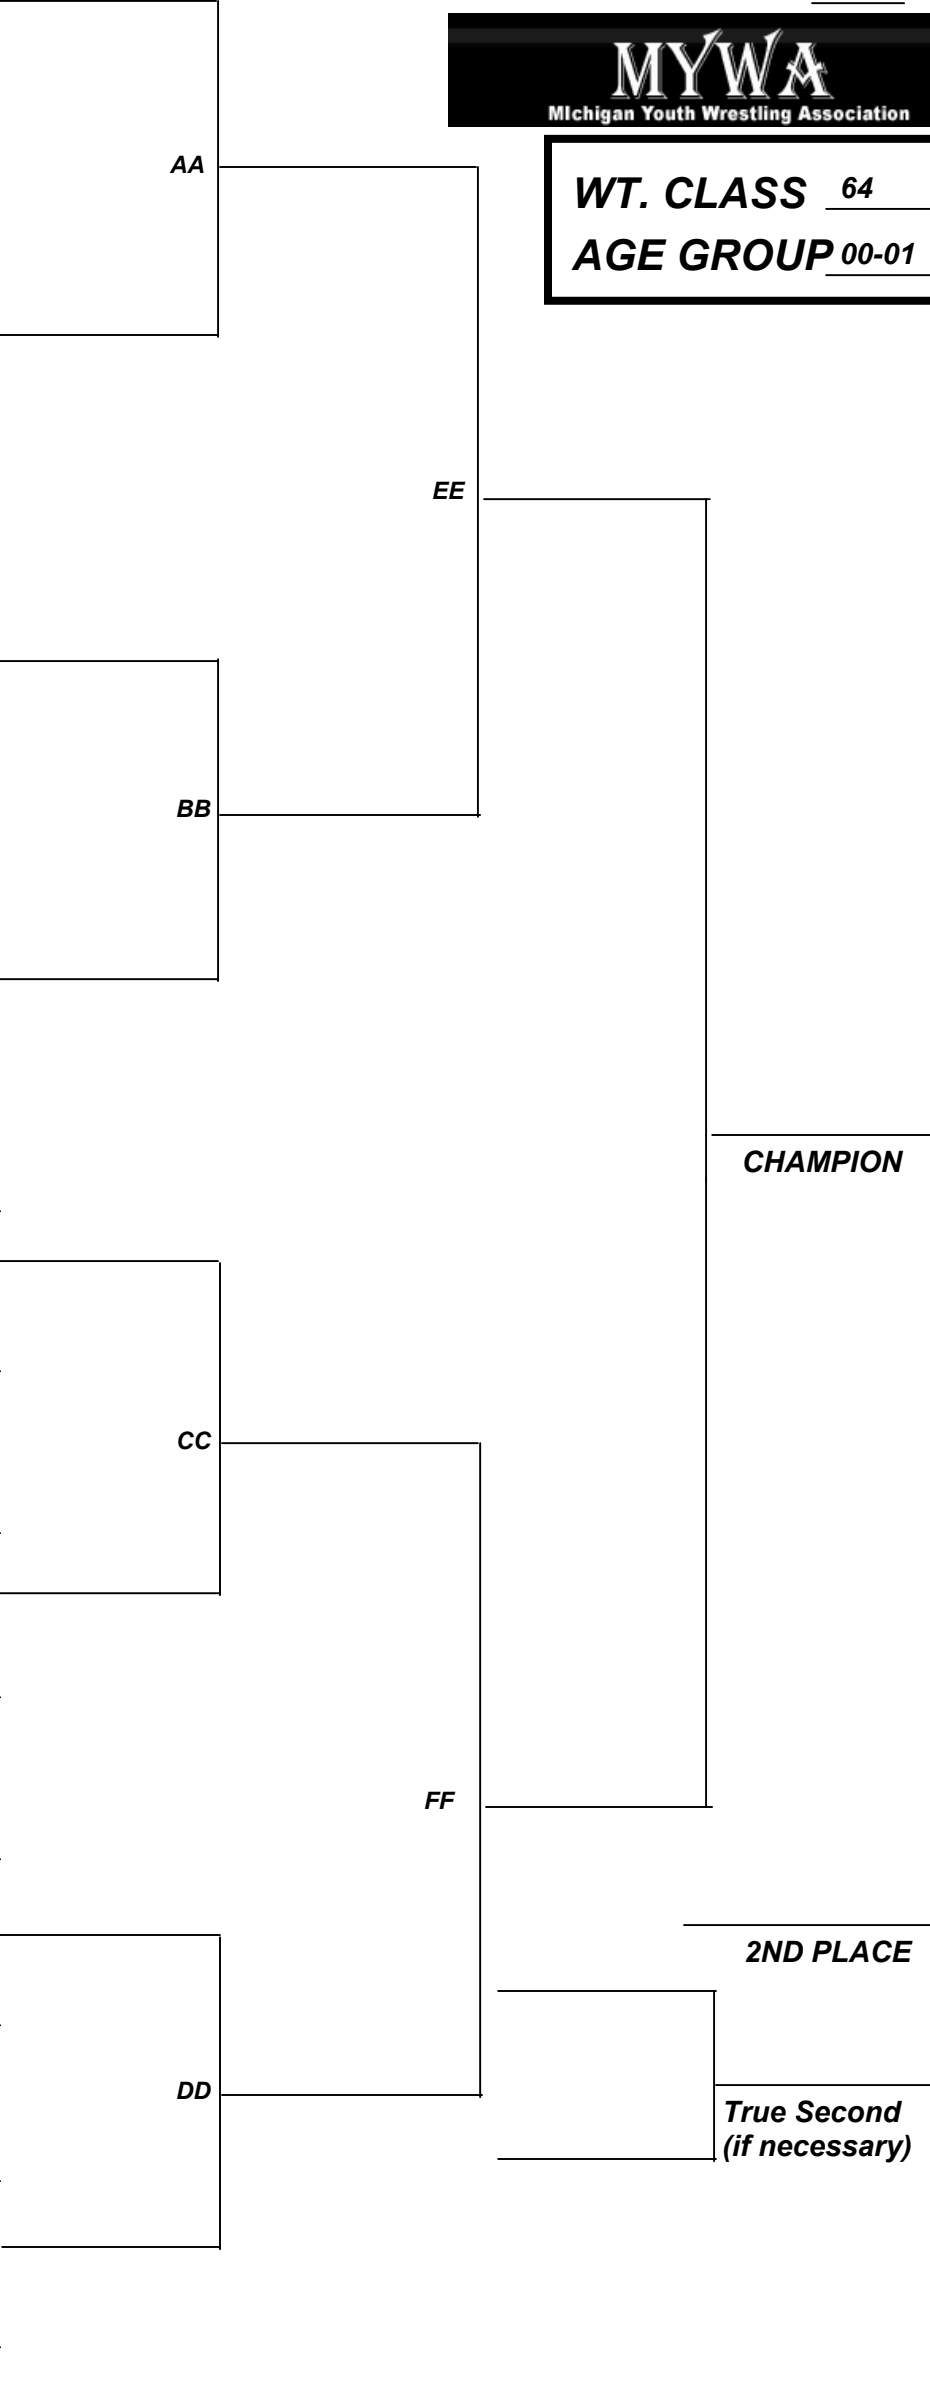 MYWA
MIchigan Youth Wrestling Association
WT. CLASS 64
AGE GROUP 00-01
AA
EE
BB
CHAMPION
CC
FF
2ND PLACE
DD
True Second
(if necessary)